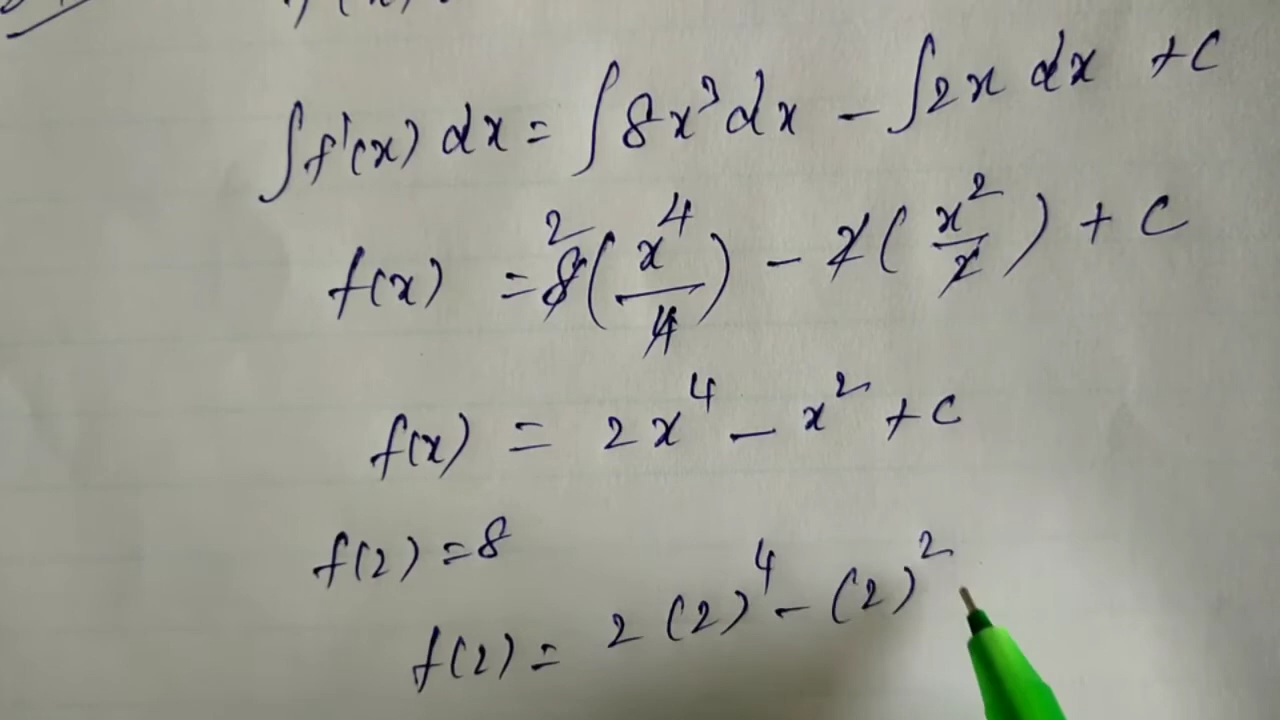 ∫f'(x) dx = ∫8x³dx - ∫2x dx + C
f(x) = 8 2 (x⁴/4) - 2(x²/2) + C
f(x) = 2x⁴ - x² + C
f(2) = 8
f(2) = 2(2)⁴ - (2)²